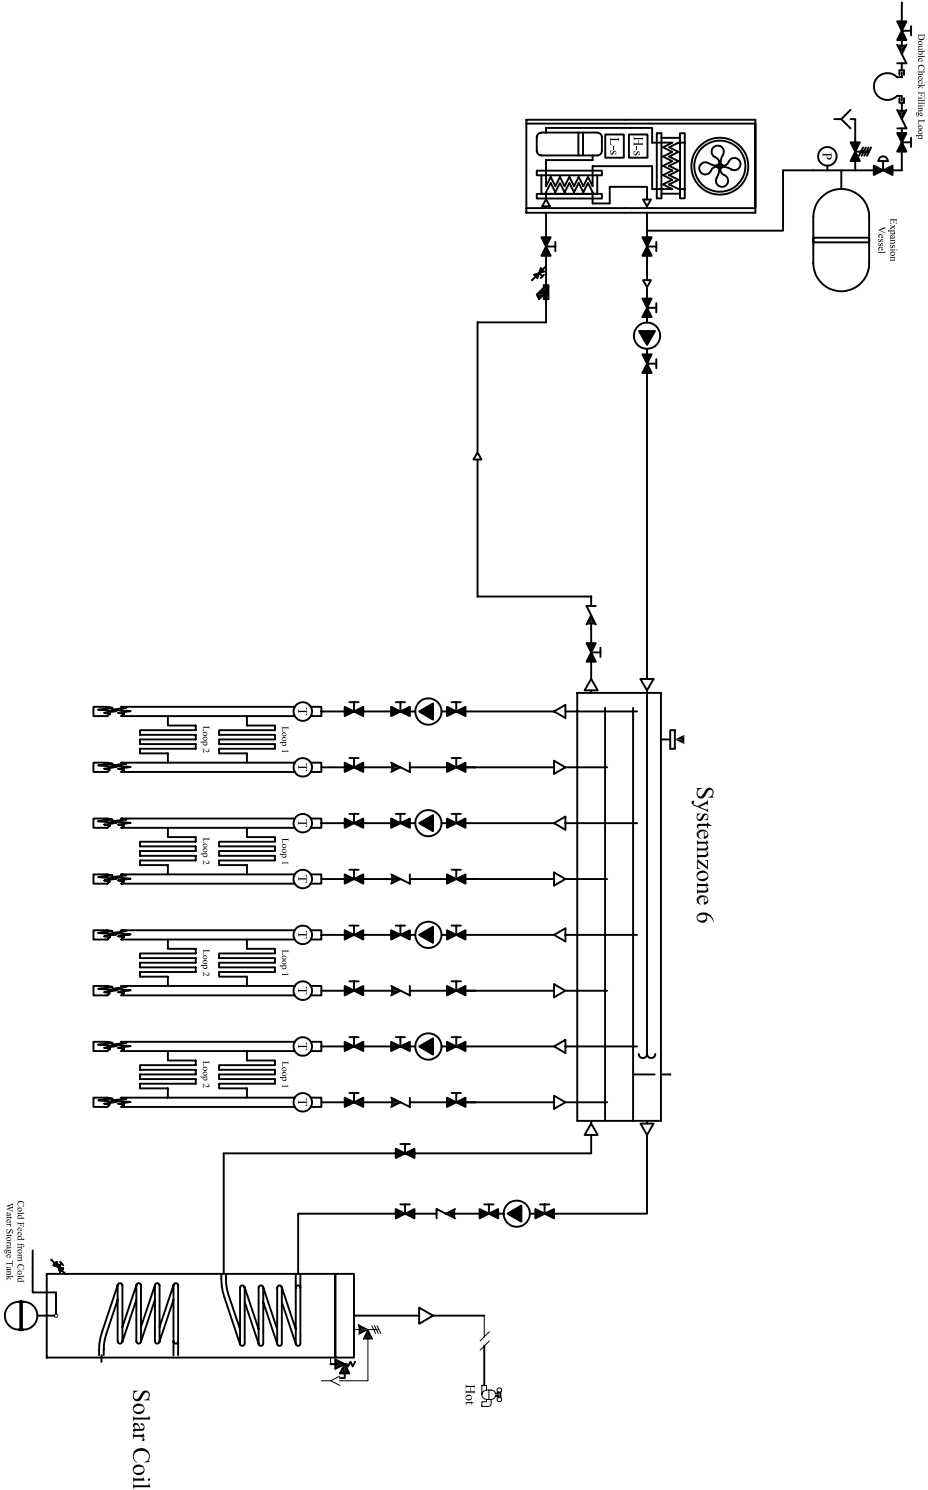 Double Check Filling Loop
P
Expansion
Vessel
H-s
L-s
Systemzone 6
T
Loop 1
Loop 2
T
T
Loop 1
Loop 2
T
T
Loop 1
Loop 2
T
T
Loop 1
Loop 2
T
Cold Feed from Cold
Water Storage Tank
Hot
Solar Coil